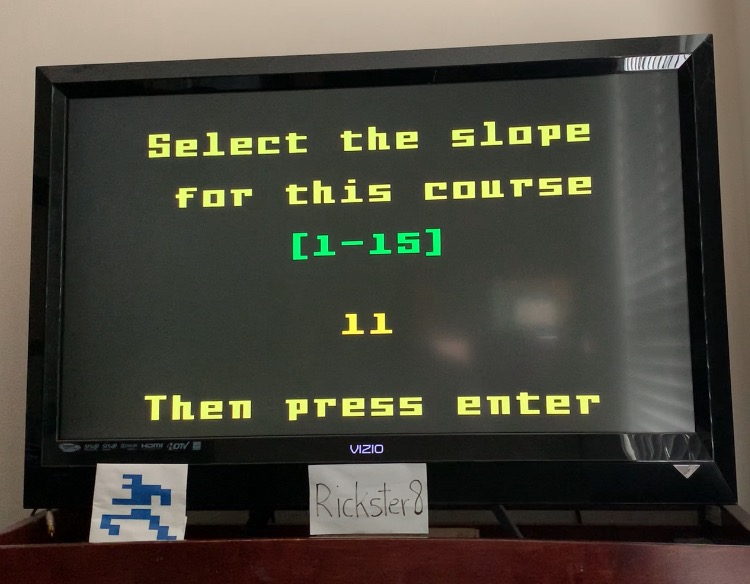 Select the slope
for this course
[1-15]
11
Then press enter
HDMI
VIZIO
Rickster8